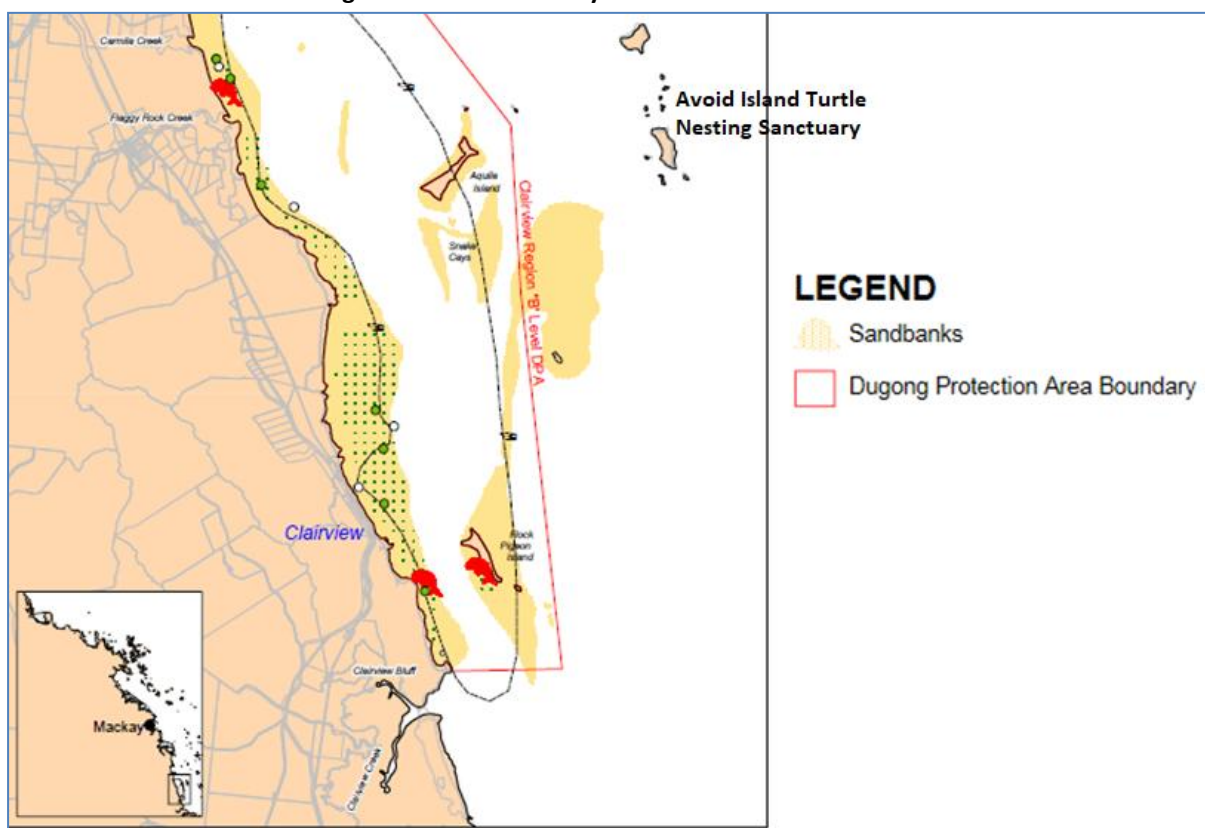 Carmilla Creek
Flaggy Rock Creek
Avoid Island Turtle
Nesting Sanctuary
Aquila
Island
Snake
Cays
Clairview Region "B" Level DPA
LEGEND
Sandbanks
Dugong Protection Area Boundary
Clairview
Rock
Pigeon
Island
Clairview Bluff
Mackay
Clairview Creek